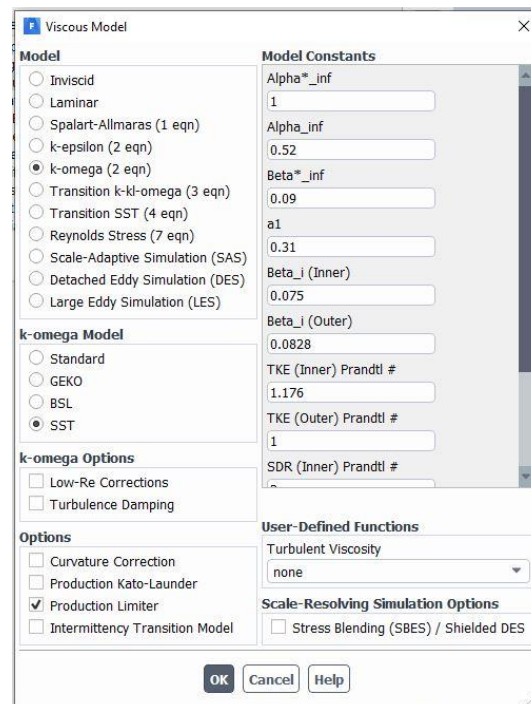 Viscous Model
Model
Inviscid
Laminar
Spalart-Allmaras (1 eqn)
k-epsilon (2 eqn)
k-omega (2 eqn)
Transition k-kl-omega (3 eqn)
Transition SST (4 eqn)
Reynolds Stress (7 eqn)
Scale-Adaptive Simulation (SAS)
Detached Eddy Simulation (DES)
Large Eddy Simulation (LES)
k-omega Model
Standard
GEKO
BSL
SST
k-omega Options
Low-Re Corrections
Turbulence Damping
Options
Curvature Correction
Production Kato-Launder
Production Limiter
Intermittency Transition Model
Model Constants
Alpha*_inf
1
Alpha_inf
0.52
Beta*_inf
0.09
a1
0.31
Beta_i (Inner)
0.075
Beta_i (Outer)
0.0828
TKE (Inner) Prandtl #
1.176
TKE (Outer) Prandtl #
1
SDR (Inner) Prandtl #
User-Defined Functions
Turbulent Viscosity
none
Scale-Resolving Simulation Options
Stress Blending (SBES) / Shielded DES
OK Cancel Help